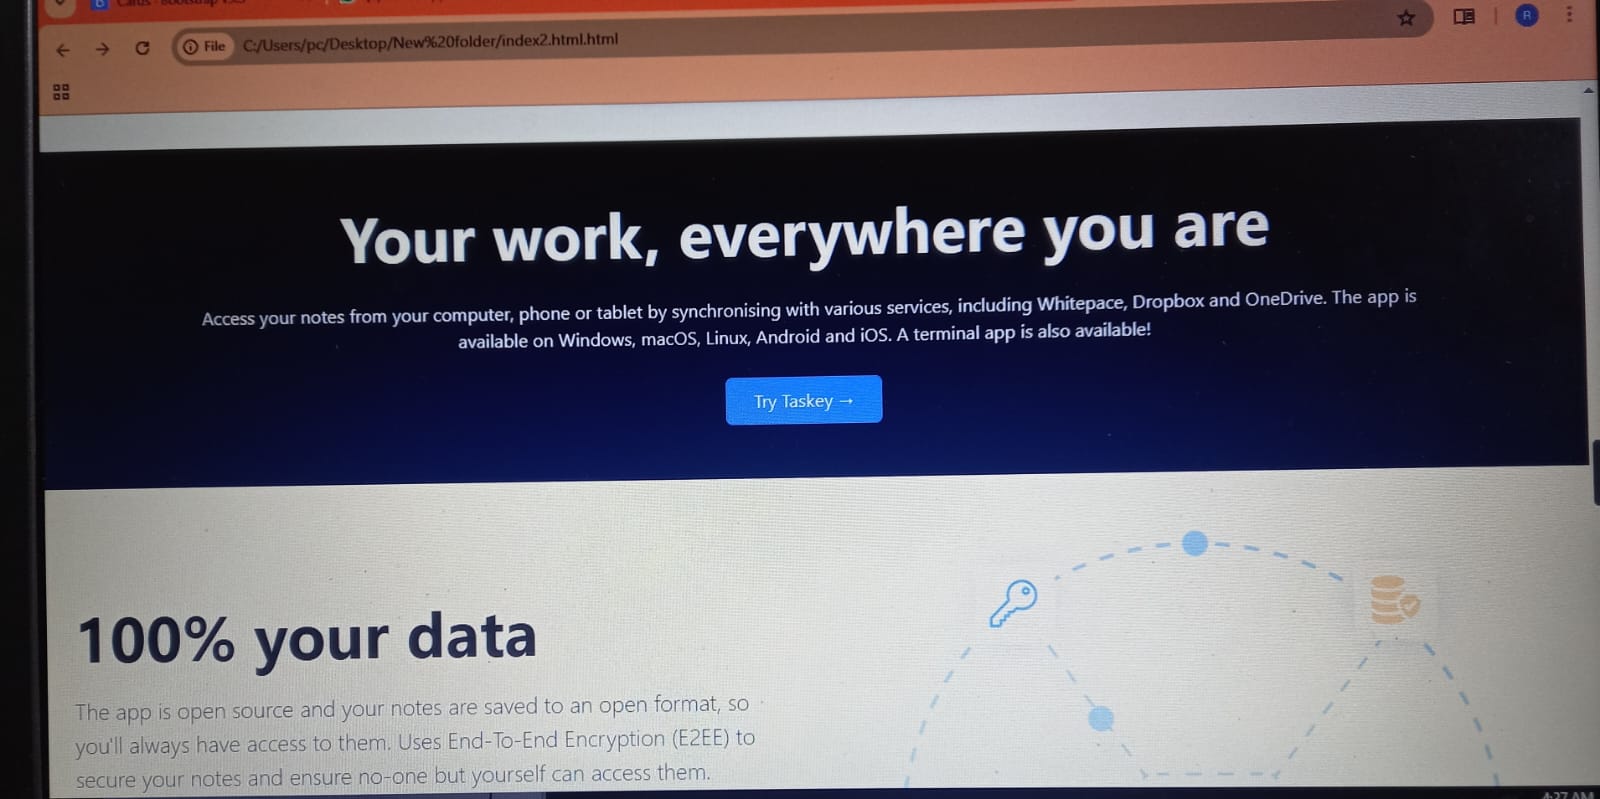 File C:/Users/pc/Desktop/New%20folder/index2.html.html
R
Your work, everywhere you are
Access your notes from your computer, phone or tablet by synchronising with various services, including Whitepace, Dropbox and OneDrive. The app is
available on Windows, macOS, Linux, Android and iOS. A terminal app is also available!
Try Taskey →
100% your data
The app is open source and your notes are saved to an open format, so
you'll always have access to them. Uses End-To-End Encryption (E2EE) to
secure your notes and ensure no-one but yourself can access them.
4:27 AM